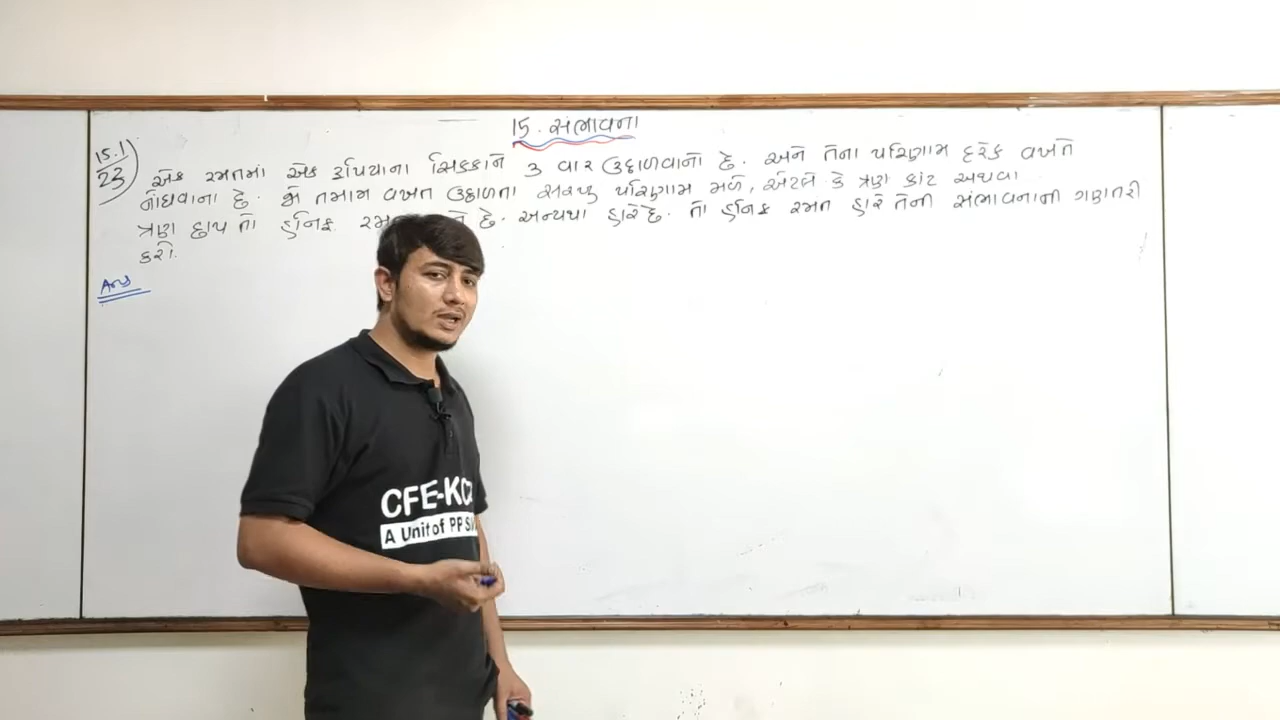 15. સંભાવના
15.1
23
એક રમતમાં એક રૂપિયાના સિક્કાને 3 વાર ઉછાળવાનો છે. અને તેના પરિણામ દરેક વખતે
નોંધવાના છે. જો તમામ વખત ઉછાળતા સરખુ પરિણામ મળે, એટલે કે ત્રણ કાંટ અથવા
ત્રણ છાપ તો હનિફ છે. અન્યથા હારે છે. તો હનિફ રમત હારે તેની સંભાવનાની ગણતરી
કરો.
Ans
CFE-KC
A Unit of PP S